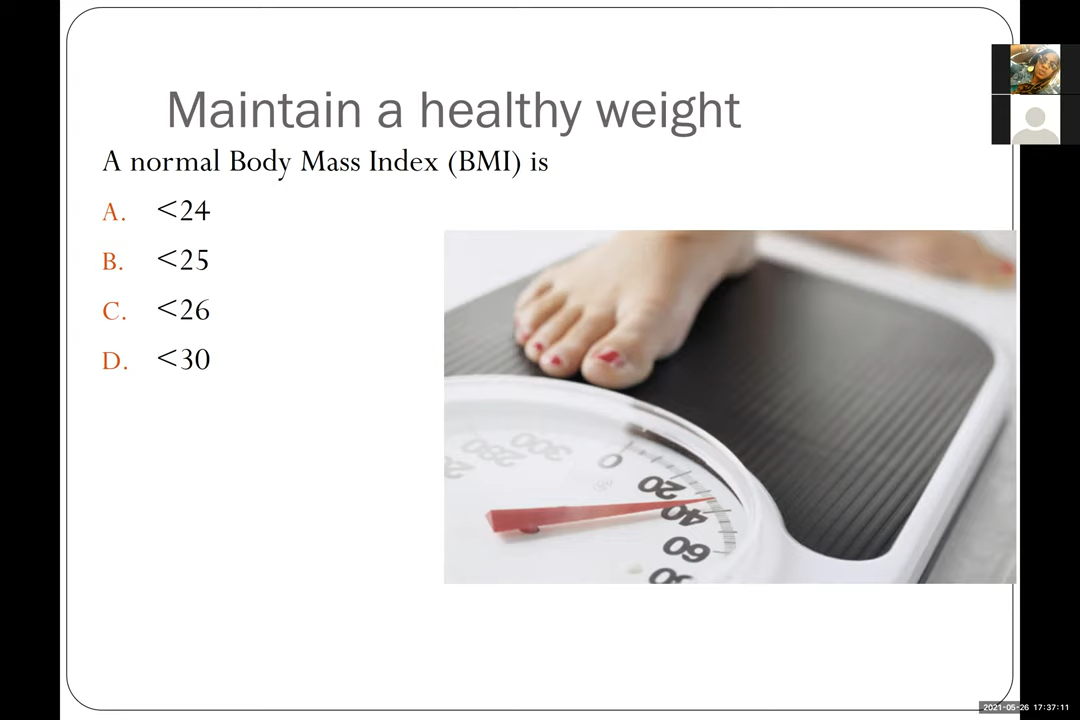 Maintain a healthy weight
A normal Body Mass Index (BMI) is
A. <24
B. <25
C. <26
D. <30
300
280
0
20
40
60
2021-05-26 17:37:11